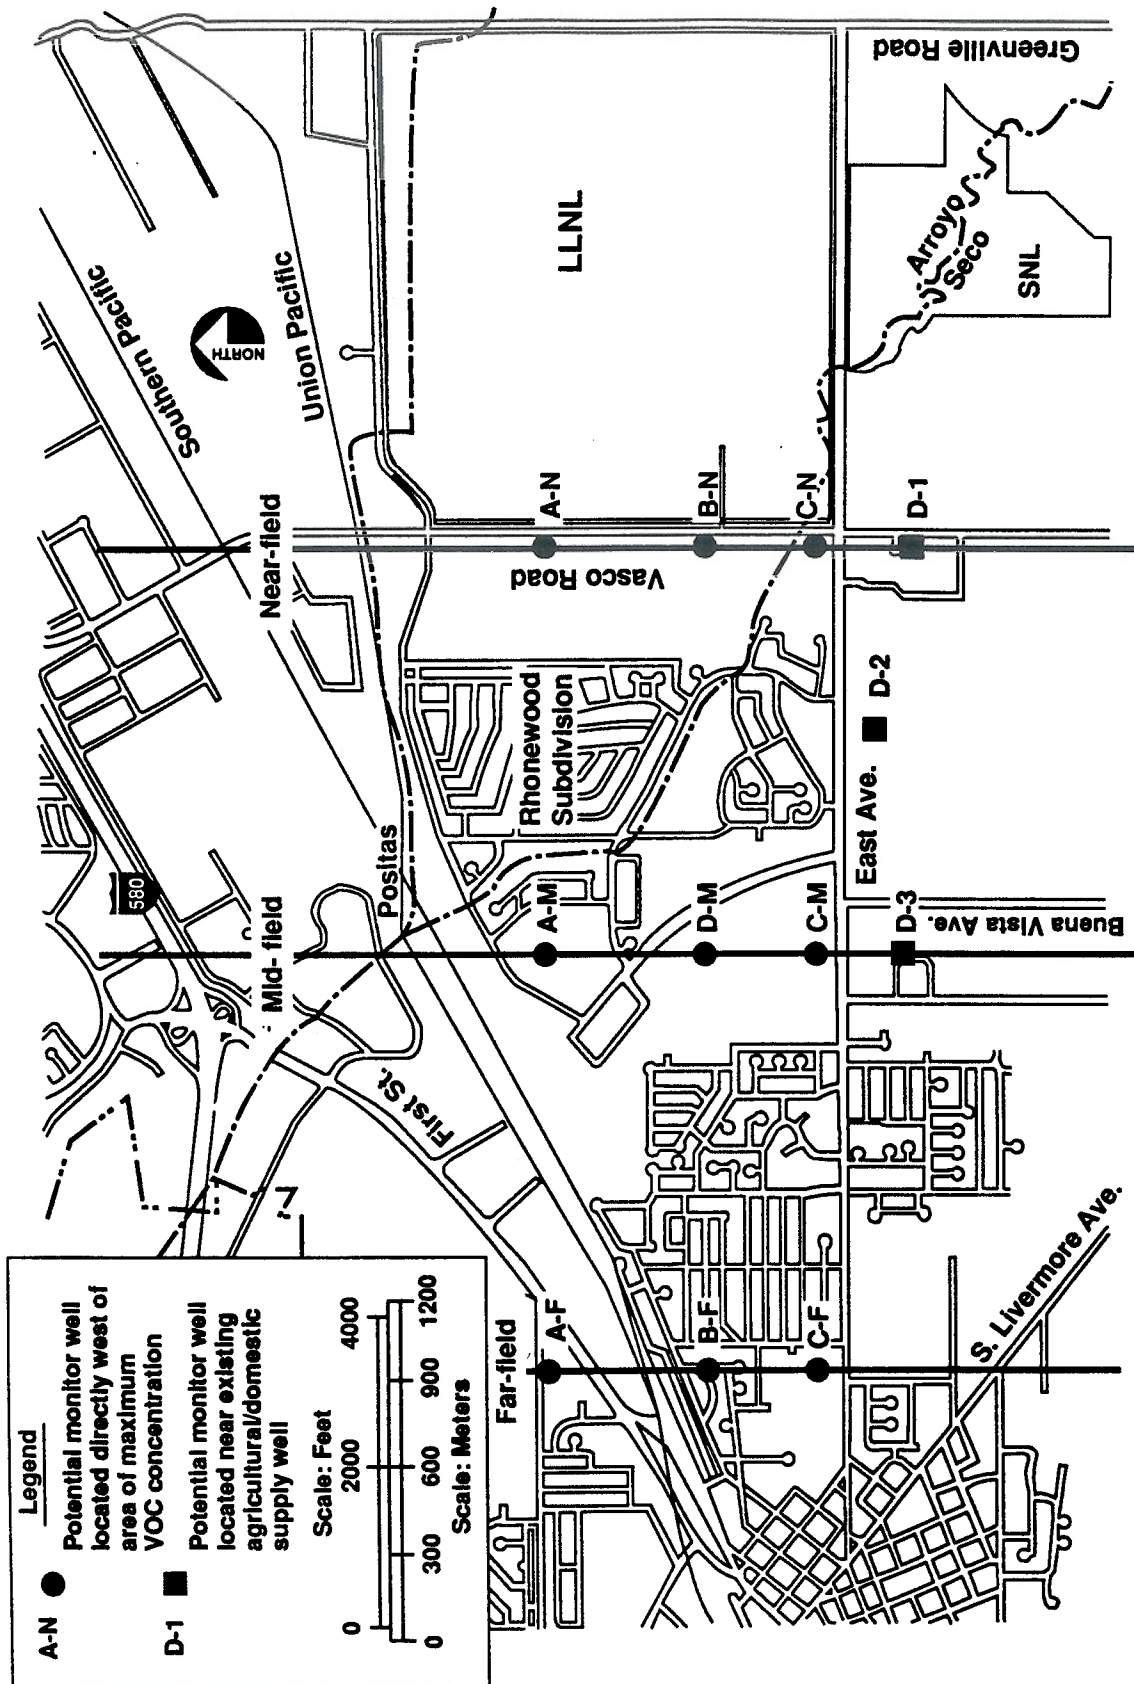 Legend
A-N
Potential monitor well
located directly west of
area of maximum
VOC concentration
D-1
Potential monitor well
located near existing
agricultural/domestic
supply well
Scale: Feet
0 2000 4000
0 300 600 900 1200
Scale: Meters
580
Southern Pacific
NORTH
Union Pacific
Near-field
Mid- field
Far-field
Positas
First St.
LLNL
Greenville Road
Arroyo
Seco
SNL
Vasco Road
A-N
B-N
C-N
D-1
Rhonewood
Subdivision
D-2
East Ave.
A-M
D-M
C-M
D-3
Buena Vista Ave.
A-F
B-F
C-F
S. Livermore Ave.